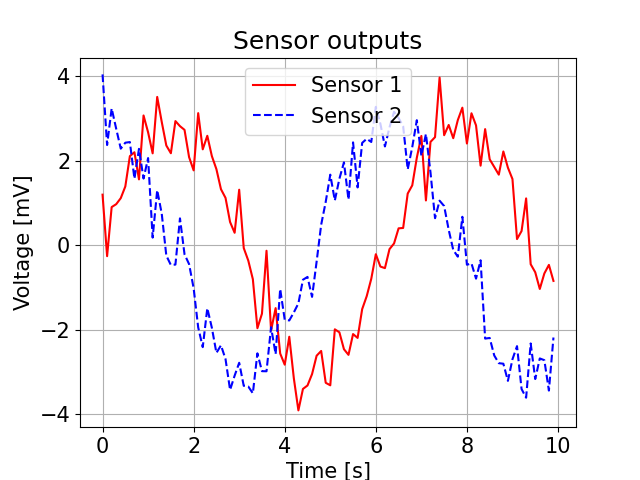 Sensor outputs
Sensor 1
Sensor 2
Voltage [mV]
4
2
0
−2
−4
0 2 4 6 8 10
Time [s]